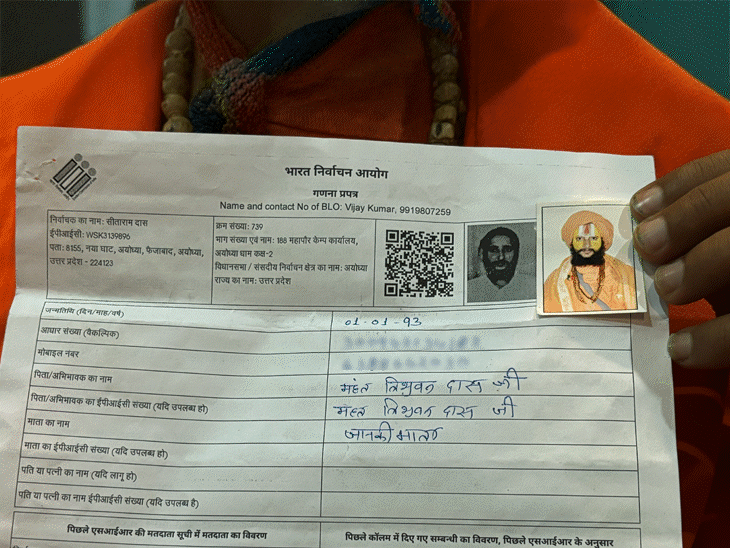 भारत निर्वाचन आयोग
गणना प्रपत्र
Name and contact No of BLO: Vijay Kumar, 9919807259
निर्वाचक का नाम: सीताराम दास
ईपीआईसी: WSK3139896
पता: 8155, नया घाट, अयोध्या, फैजाबाद, अयोध्या,
उत्तर प्रदेश - 224123
क्रम संख्या: 739
भाग संख्या एवं नाम: 188 महापौर कैम्प कार्यालय,
अयोध्या धाम कक्ष-2
विधानसभा / संसदीय निर्वाचन क्षेत्र का नाम: अयोध्या
राज्य का नाम: उत्तर प्रदेश
जन्मतिथि (दिन/माह/वर्ष) 01-01-93
आधार संख्या (वैकल्पिक)
मोबाइल नंबर
पिता/अभिभावक का नाम महंत त्रिभुवन दास जी
पिता/अभिभावक का ईपीआईसी संख्या (यदि उपलब्ध हो) महंत त्रिभुवन दास जी
माता का नाम जानकी माता
माता का ईपीआईसी संख्या (यदि उपलब्ध हो)
पति या पत्नी का नाम (यदि लागू हो)
पति या पत्नी का नाम ईपीआईसी संख्या (यदि उपलब्ध है)
पिछले एसआईआर की मतदाता सूची में मतदाता का विवरण
पिछले कॉलम में दिए गए सम्बन्धी का विवरण, पिछले एसआईआर के अनुसार